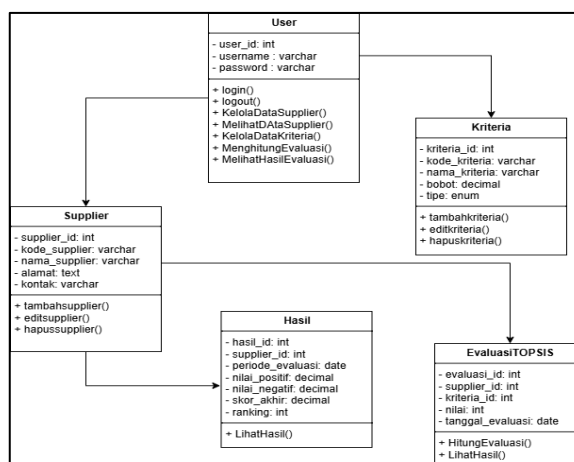 User
- user_id: int
- username : varchar
- password : varchar
+ login()
+ logout()
+ KelolaDataSupplier()
+ MelihatDAtaSupplier()
+ KelolaDataKriteria()
+ MenghitungEvaluasi()
+ MelihatHasilEvaluasi()
Kriteria
- kriteria_id: int
- kode_kriteria: varchar
- nama_kriteria: varchar
- bobot: decimal
- tipe: enum
+ tambahkriteria()
+ editkriteria()
+ hapuskriteria()
Supplier
- supplier_id: int
- kode_supplier: varchar
- nama_supplier: varchar
- alamat: text
- kontak: varchar
+ tambahsupplier()
+ editsupplier()
+ hapussupplier()
Hasil
- hasil_id: int
- supplier_id: int
- periode_evaluasi: date
- nilai_positif: decimal
- nilai_negatif: decimal
- skor_akhir: decimal
- ranking: int
+ LihatHasil()
EvaluasiTOPSIS
- evaluasi_id: int
- supplier_id: int
- kriteria_id: int
- nilai: int
- tanggal_evaluasi: date
+ HitungEvaluasi()
+ LihatHasil()